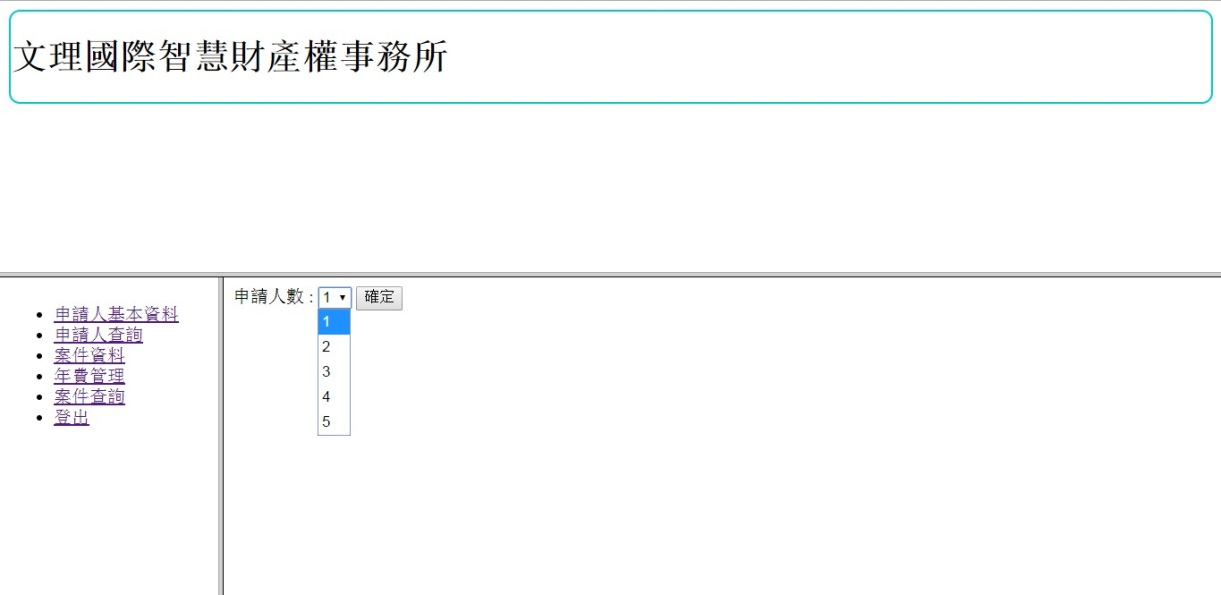 文理國際智慧財產權事務所
申請人基本資料
申請人查詢
案件資料
年費管理
案件查詢
登出
申請人數 : 1 確定
1
2
3
4
5